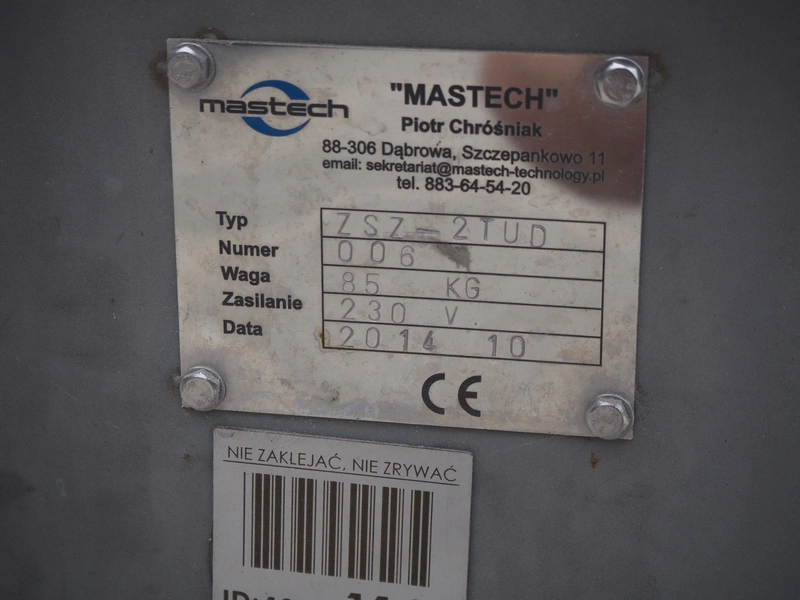 mastech
"MASTECH"
Piotr Chróśniak
88-306 Dąbrowa, Szczepankowo 11
email: sekretariat@mastech-technology.pl
tel. 883-64-54-20
Typ ZSZ-2TUD
Numer 006
Waga 85 KG
Zasilanie 230 V
Data 2014 10
CE
NIE ZAKLEJAĆ, NIE ZRYWAĆ